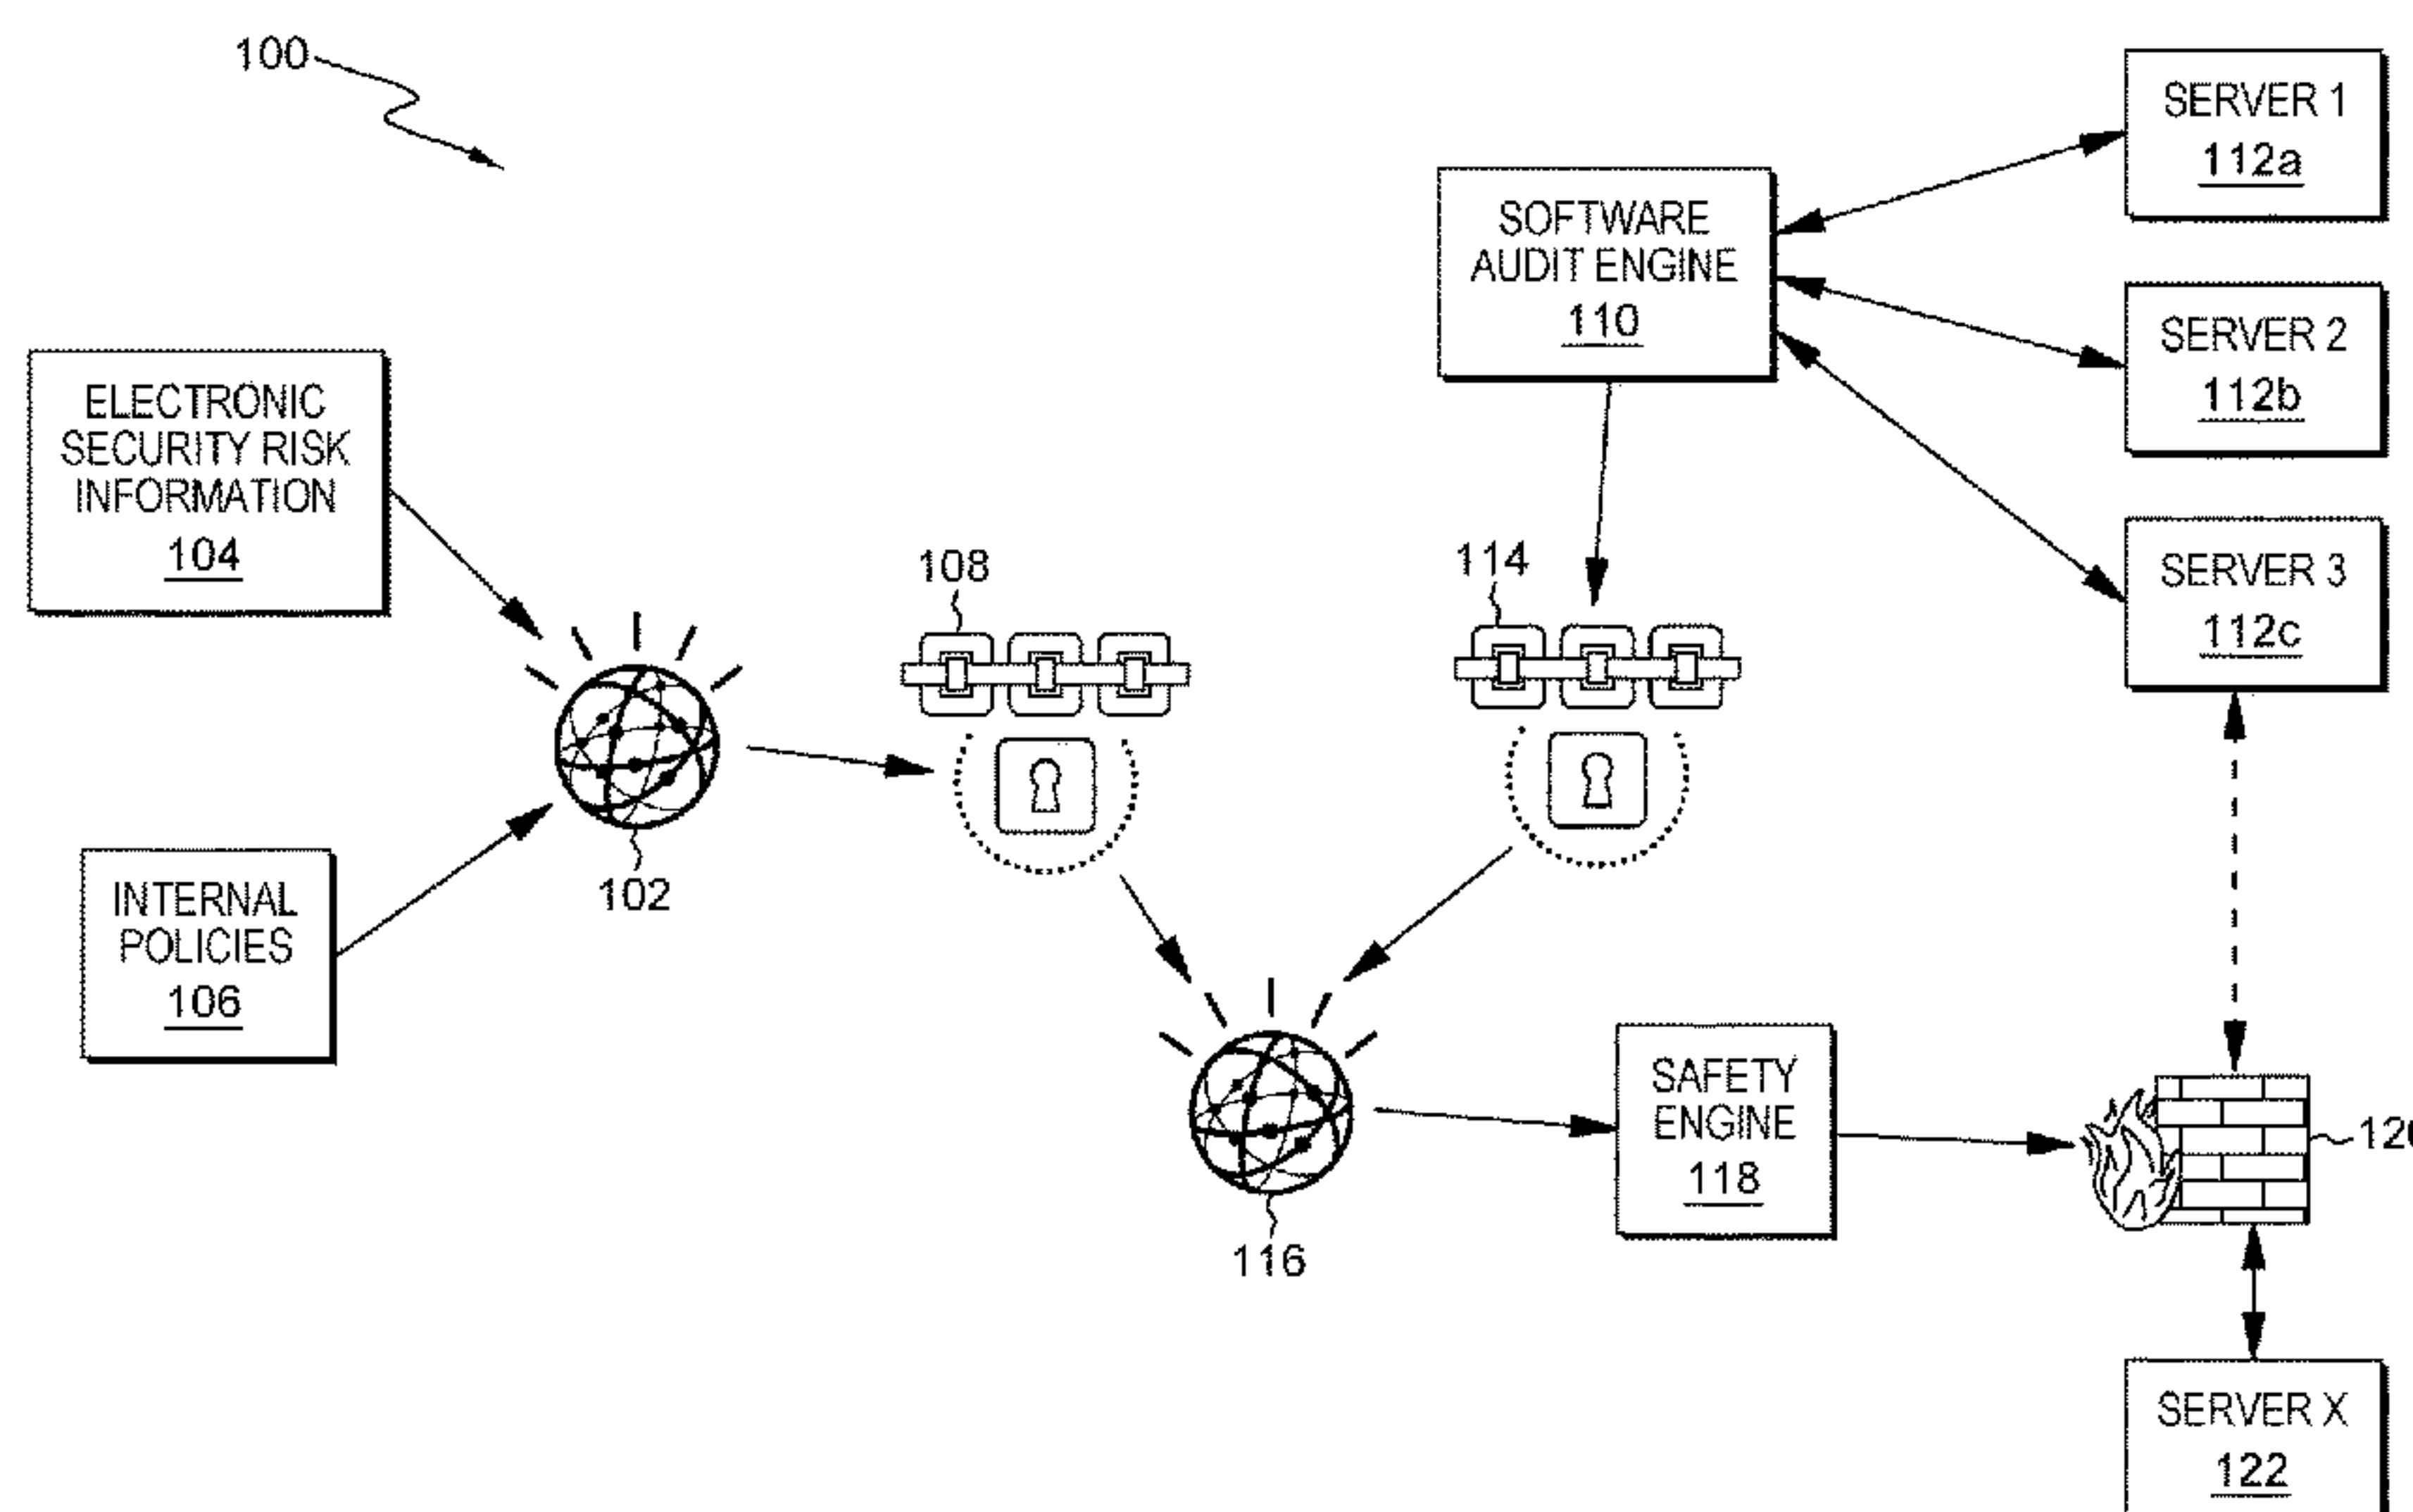 100
SERVER 1
112a
SOFTWARE
AUDIT ENGINE
110
SERVER 2
112b
ELECTRONIC
SECURITY RISK
INFORMATION
104
SERVER 3
112c
108
114
102
INTERNAL
POLICIES
106
116
SAFETY
ENGINE
118
SERVER X
122